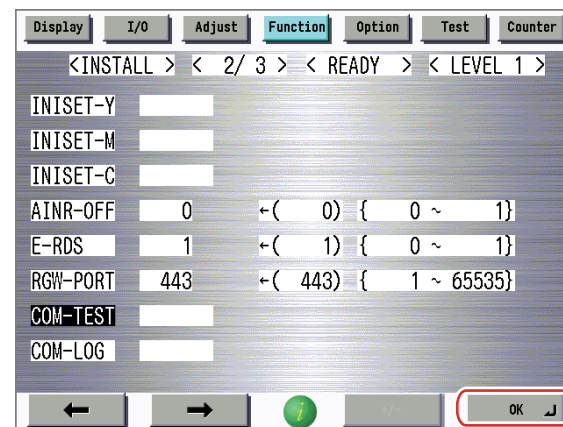 Display I/O Adjust Function Option Test Counter
<INSTALL > < 2/ 3 > < READY > < LEVEL 1 >
INISET-Y
INISET-M
INISET-C
AINR-OFF 0 ←( 0) { 0 ~ 1}
E-RDS 1 ←( 1) { 0 ~ 1}
RGW-PORT 443 ←( 443) { 1 ~ 65535}
COM-TEST
COM-LOG
← → i +/- OK ↵